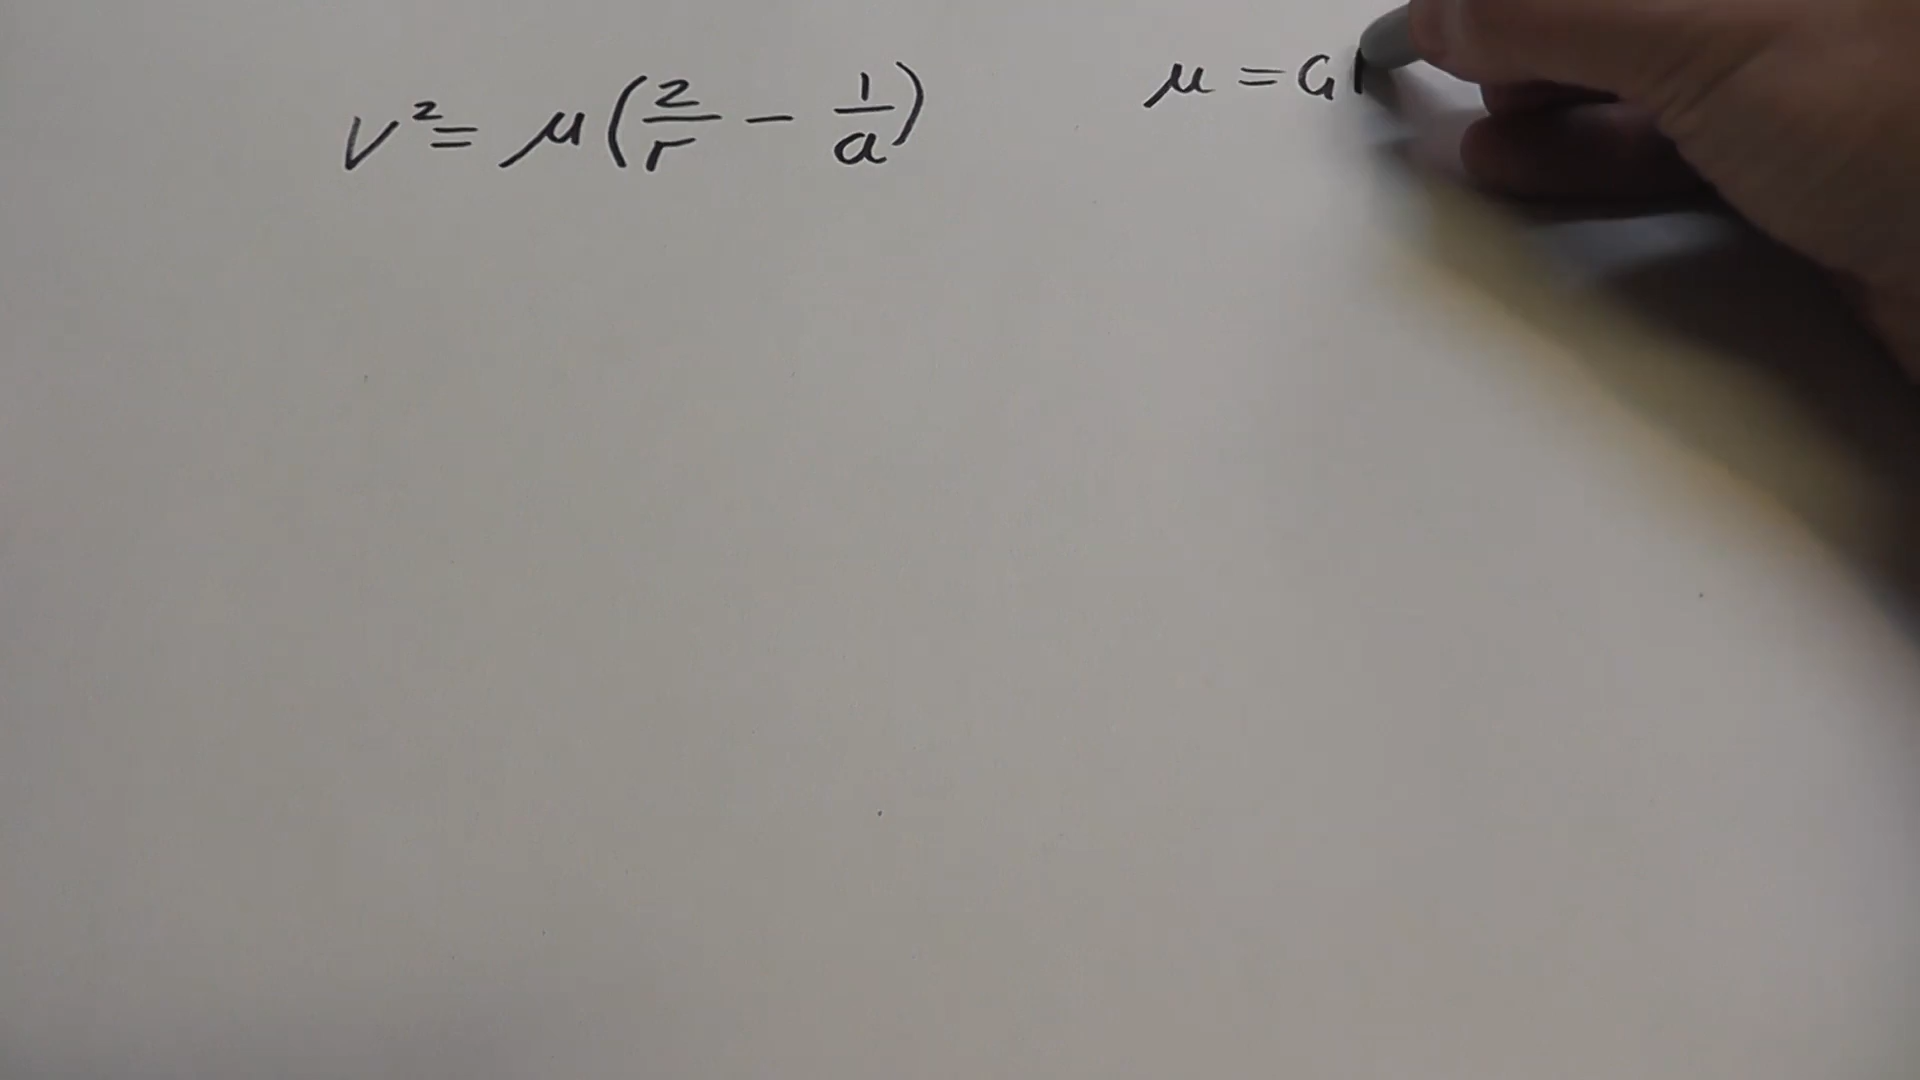 v² = μ(2/r - 1/a)
μ = G